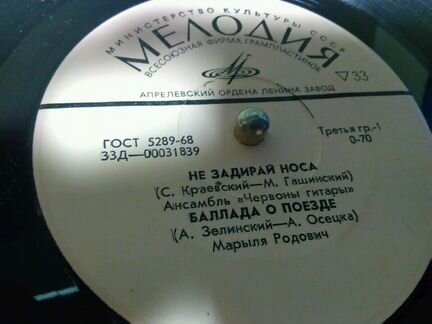 МИНИСТЕРСТВО КУЛЬТУРЫ СССР
МЕЛОДИЯ
ВСЕСОЮЗНАЯ ФИРМА ГРАМПЛАСТИНОК
▽33
АПРЕЛЕВСКИЙ ОРДЕНА ЛЕНИНА ЗАВОД
ГОСТ 5289-68
33Д—00031839
Третья гр.-1
0-70
НЕ ЗАДИРАЙ НОСА
(С. Краевский—М. Гашинский)
Ансамбль «Червоны гитары»
БАЛЛАДА О ПОЕЗДЕ
(А. Зелинский—А. Осецка)
Марыля Родович